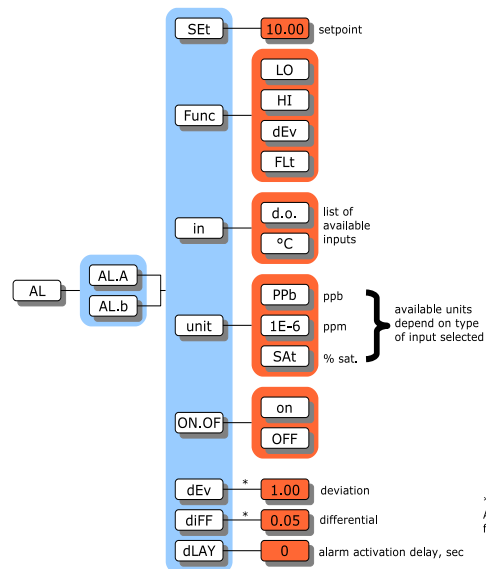 SEt
10.00
setpoint
Func
LO
HI
dEv
FLt
in
d.o.
°C
list of
available
inputs
AL
AL.A
AL.b
unit
PPb
ppb
1E-6
ppm
SAt
% sat.
available units
depend on type
of input selected
ON.OF
on
OFF
dEv
*
1.00
deviation
diFF
*
0.05
differential
dLAY
0
alarm activation delay, sec
*
A
f